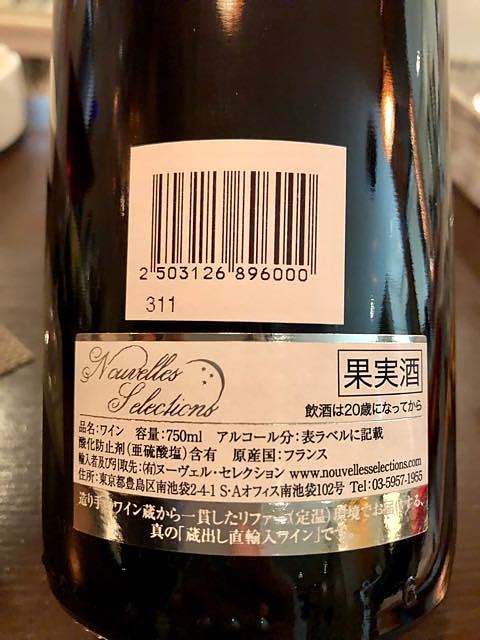 2 503126 896000
311
Nouvelles
Selections
果実酒
飲酒は20歳になってから
品名:ワイン 容量:750ml アルコール分:表ラベルに記載
酸化防止剤(亜硫酸塩)含有 原産国:フランス
輸入者及び引取先:(有)ヌーヴェル・セレクション www.nouvellesselections.com
住所:東京都豊島区南池袋2-4-1 S・Aオフィス南池袋102号 Tel:03-5957-1965
造り手のワイン蔵から一貫したリファー(定温)環境でお届けする、
真の「蔵出し直輸入ワイン」です。